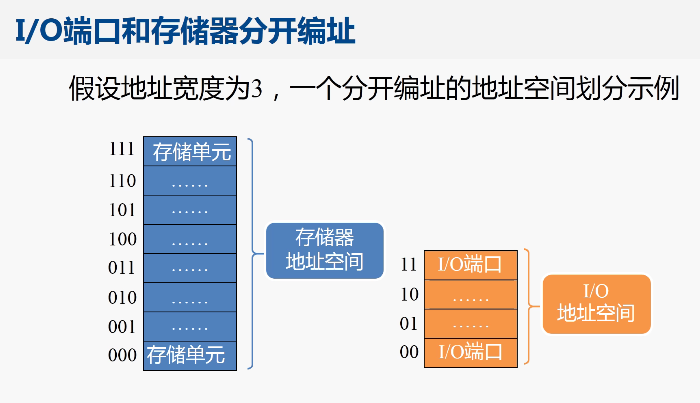 I/O端口和存储器分开编址
假设地址宽度为3，一个分开编址的地址空间划分示例
111 存储单元
110 ……
101 ……
100 ……
011 ……
010 ……
001 ……
000 存储单元
存储器
地址空间
11 I/O端口
10 ……
01 ……
00 I/O端口
I/O
地址空间